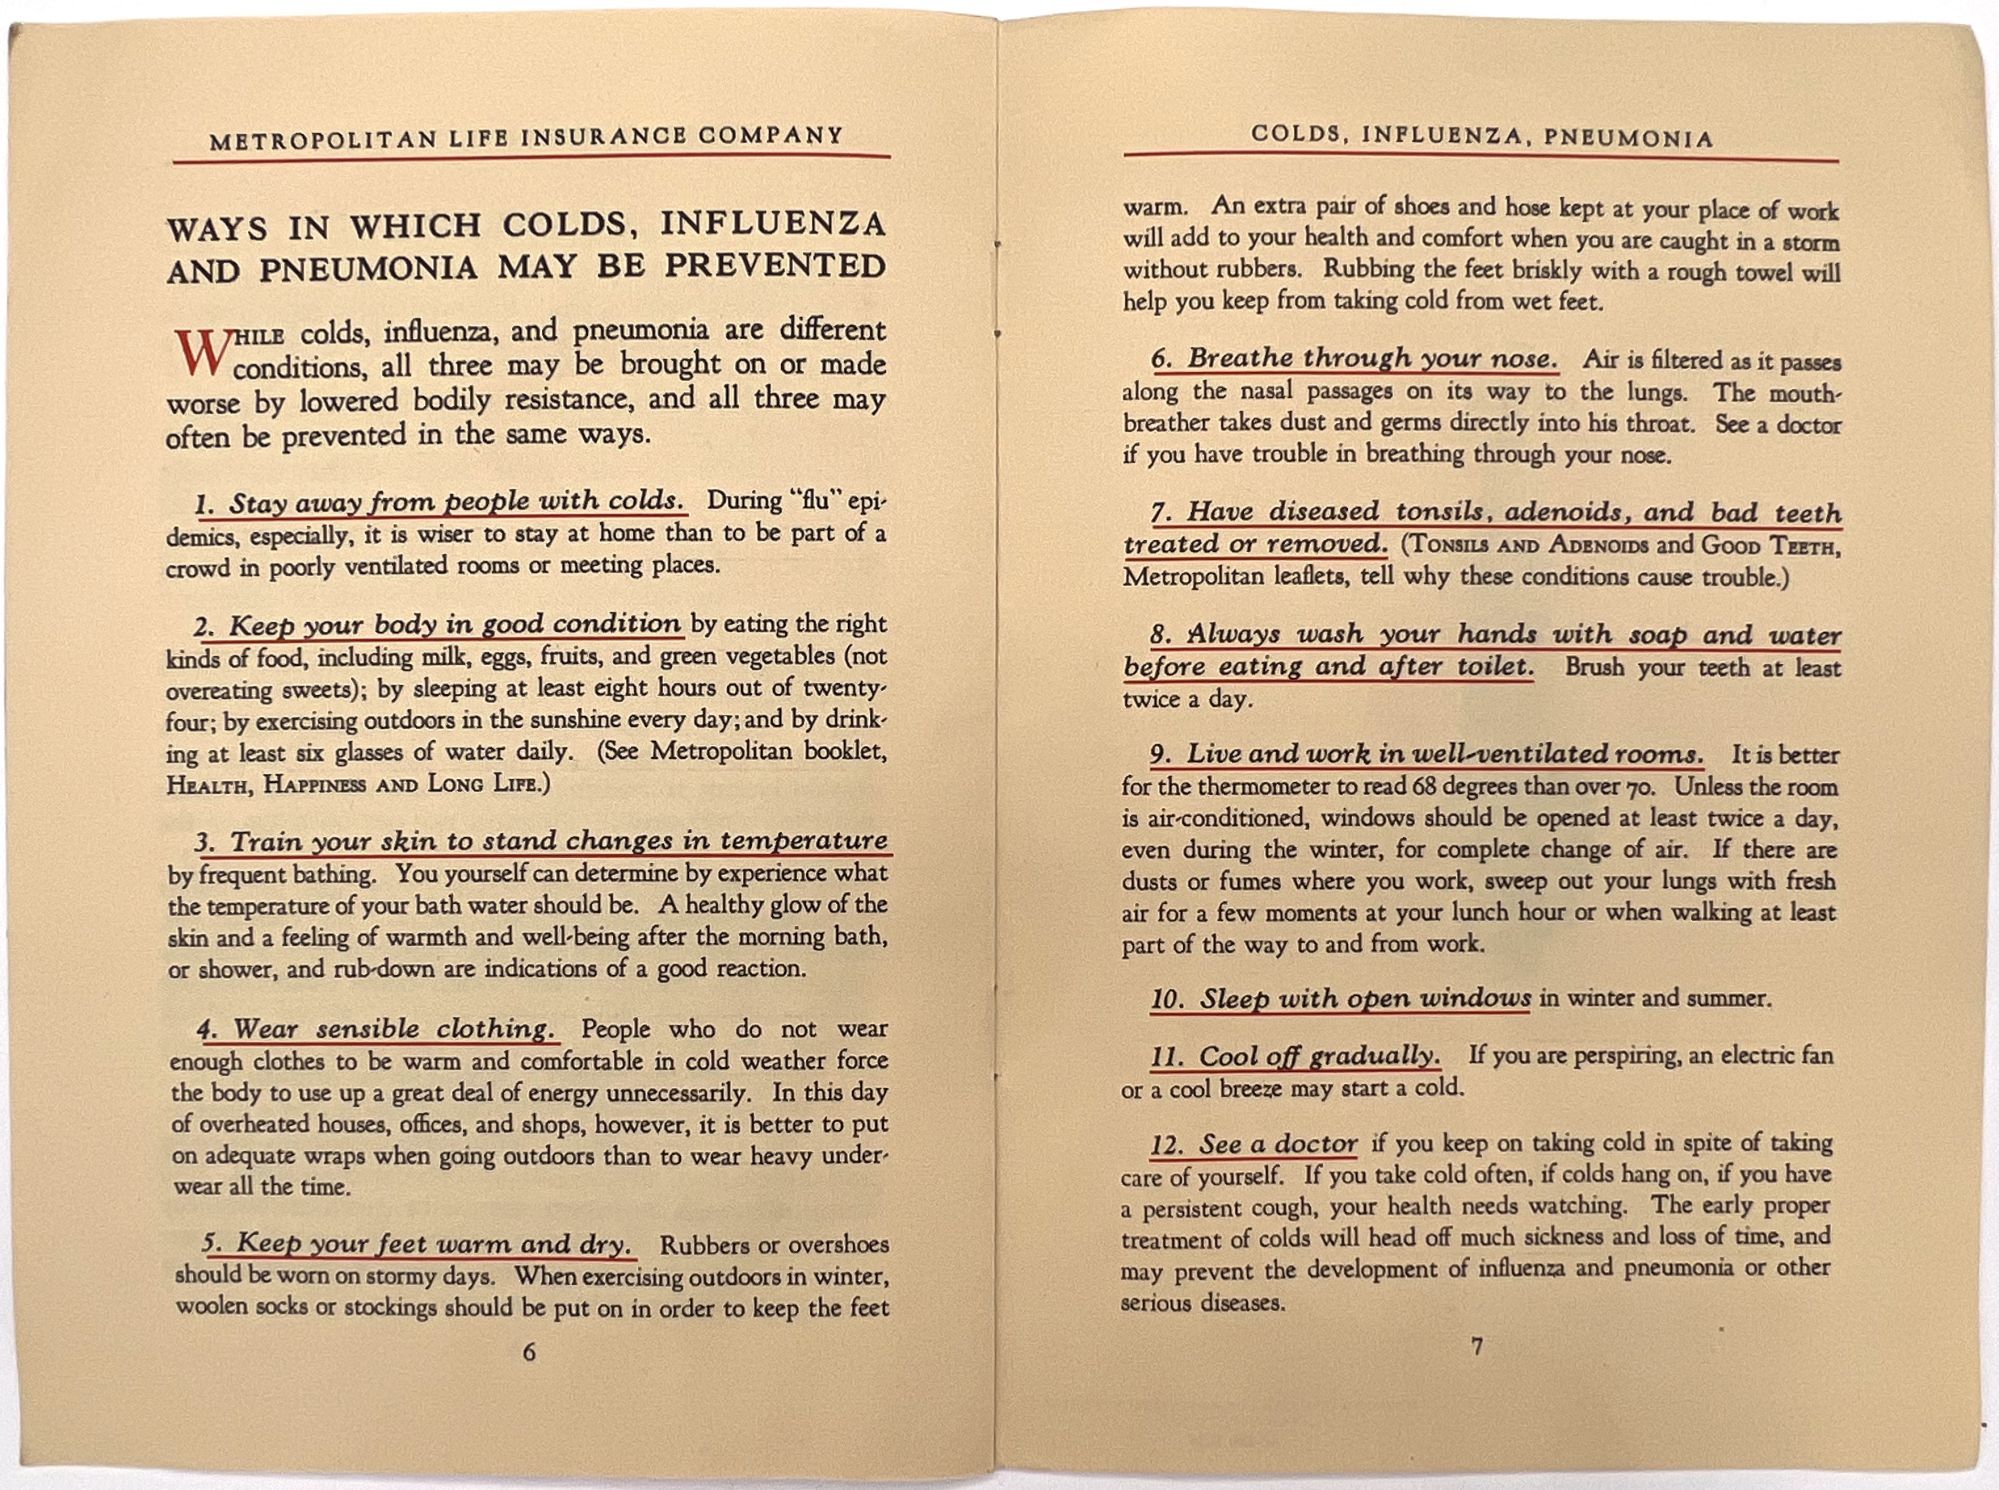 METROPOLITAN LIFE INSURANCE COMPANY
WAYS IN WHICH COLDS, INFLUENZA
AND PNEUMONIA MAY BE PREVENTED
WHILE colds, influenza, and pneumonia are different
conditions, all three may be brought on or made
worse by lowered bodily resistance, and all three may
often be prevented in the same ways.
1. Stay away from people with colds. During "flu" epi-
demics, especially, it is wiser to stay at home than to be part of a
crowd in poorly ventilated rooms or meeting places.
2. Keep your body in good condition by eating the right
kinds of food, including milk, eggs, fruits, and green vegetables (not
overeating sweets); by sleeping at least eight hours out of twenty-
four; by exercising outdoors in the sunshine every day; and by drink-
ing at least six glasses of water daily. (See Metropolitan booklet,
HEALTH, HAPPINESS AND LONG LIFE.)
3. Train your skin to stand changes in temperature
by frequent bathing. You yourself can determine by experience what
the temperature of your bath water should be. A healthy glow of the
skin and a feeling of warmth and well-being after the morning bath,
or shower, and rub-down are indications of a good reaction.
4. Wear sensible clothing. People who do not wear
enough clothes to be warm and comfortable in cold weather force
the body to use up a great deal of energy unnecessarily. In this day
of overheated houses, offices, and shops, however, it is better to put
on adequate wraps when going outdoors than to wear heavy under-
wear all the time.
5. Keep your feet warm and dry. Rubbers or overshoes
should be worn on stormy days. When exercising outdoors in winter,
woolen socks or stockings should be put on in order to keep the feet
6
COLDS, INFLUENZA, PNEUMONIA
warm. An extra pair of shoes and hose kept at your place of work
will add to your health and comfort when you are caught in a storm
without rubbers. Rubbing the feet briskly with a rough towel will
help you keep from taking cold from wet feet.
6. Breathe through your nose. Air is filtered as it passes
along the nasal passages on its way to the lungs. The mouth-
breather takes dust and germs directly into his throat. See a doctor
if you have trouble in breathing through your nose.
7. Have diseased tonsils, adenoids, and bad teeth
treated or removed. (TONSILS AND ADENOIDS and GOOD TEETH,
Metropolitan leaflets, tell why these conditions cause trouble.)
8. Always wash your hands with soap and water
before eating and after toilet. Brush your teeth at least
twice a day.
9. Live and work in well-ventilated rooms. It is better
for the thermometer to read 68 degrees than over 70. Unless the room
is air-conditioned, windows should be opened at least twice a day,
even during the winter, for complete change of air. If there are
dusts or fumes where you work, sweep out your lungs with fresh
air for a few moments at your lunch hour or when walking at least
part of the way to and from work.
10. Sleep with open windows in winter and summer.
11. Cool off gradually. If you are perspiring, an electric fan
or a cool breeze may start a cold.
12. See a doctor if you keep on taking cold in spite of taking
care of yourself. If you take cold often, if colds hang on, if you have
a persistent cough, your health needs watching. The early proper
treatment of colds will head off much sickness and loss of time, and
may prevent the development of influenza and pneumonia or other
serious diseases.
7